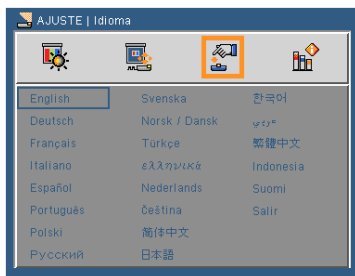 AJUSTE | Idioma
English
Deutsch
Français
Italiano
Español
Português
Polski
Русский
Svenska
Norsk / Dansk
Türkçe
ελληνικά
Nederlands
Čeština
简体中文
日本語
한국어
繁體中文
Indonesia
Suomi
Salir